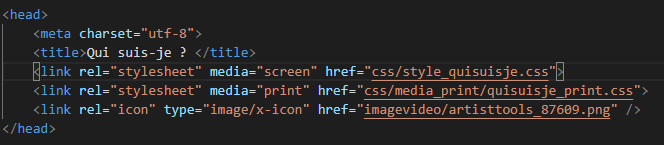 <head>
    <meta charset="utf-8">
    <title>Qui suis-je ? </title>
    <link rel="stylesheet" media="screen" href="css/style_quisuisje.css">
    <link rel="stylesheet" media="print" href="css/media_print/quisuisje_print.css">
    <link rel="icon" type="image/x-icon" href="imagevideo/artisttools_87609.png" />
</head>